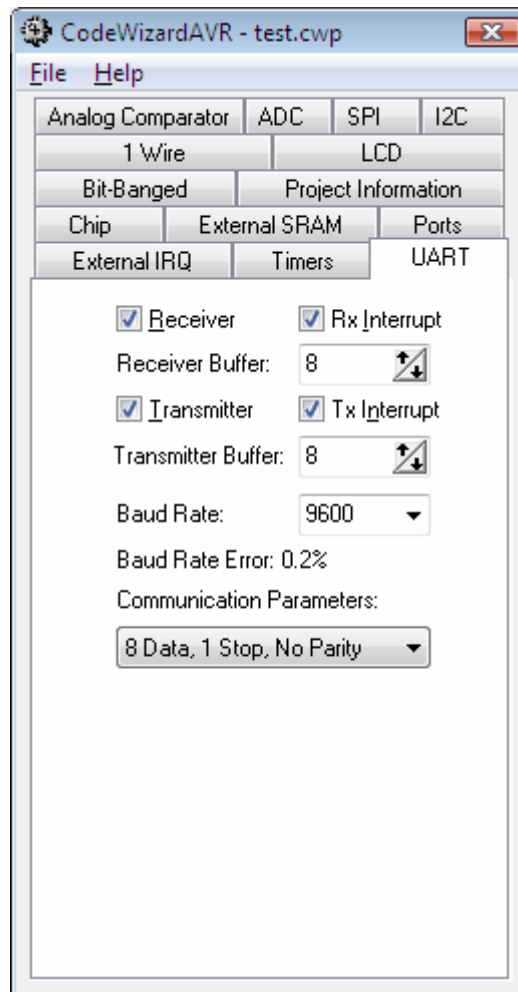 CodeWizardAVR - test.cwp
File Help
Analog Comparator ADC SPI I2C
1 Wire LCD
Bit-Banged Project Information
Chip External SRAM Ports
External IRQ Timers UART
Receiver Rx Interrupt
Receiver Buffer: 8
Transmitter Tx Interrupt
Transmitter Buffer: 8
Baud Rate: 9600
Baud Rate Error: 0.2%
Communication Parameters:
8 Data, 1 Stop, No Parity